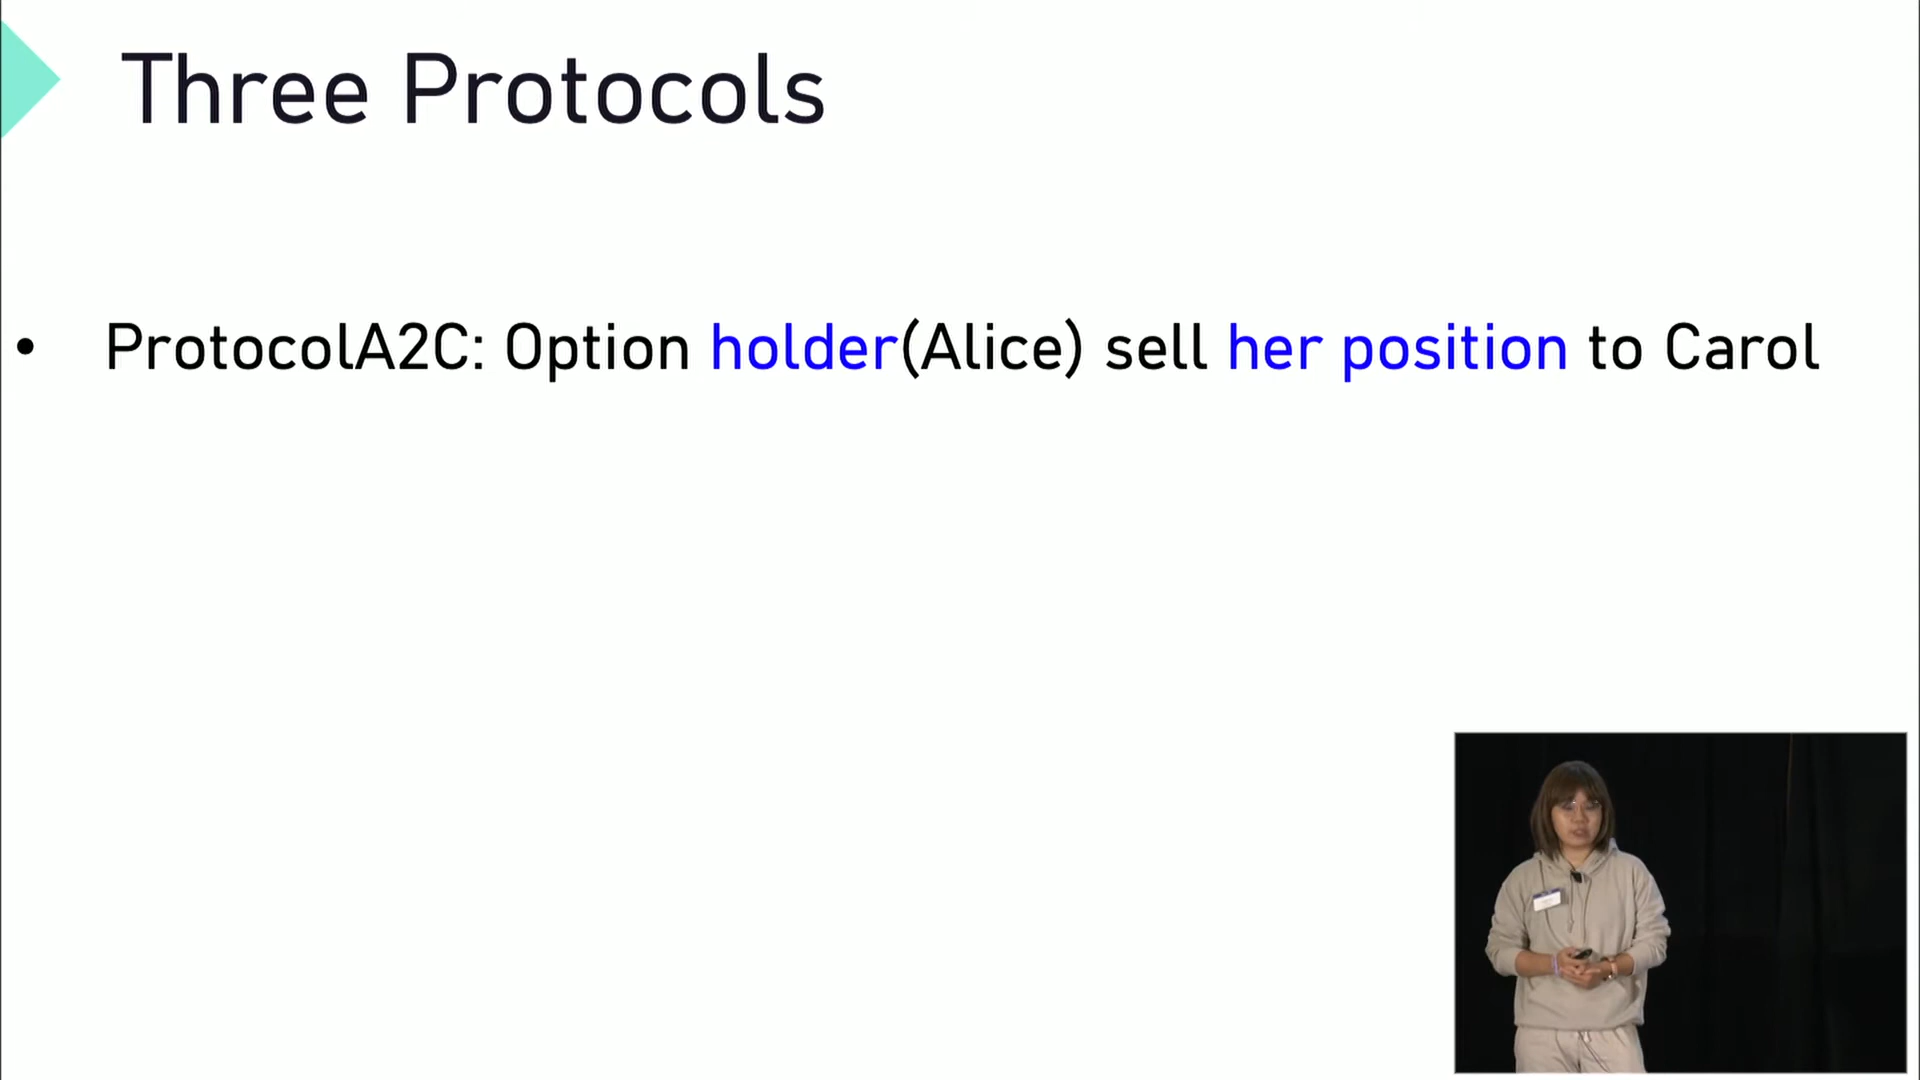 Three Protocols
• ProtocolA2C: Option holder(Alice) sell her position to Carol